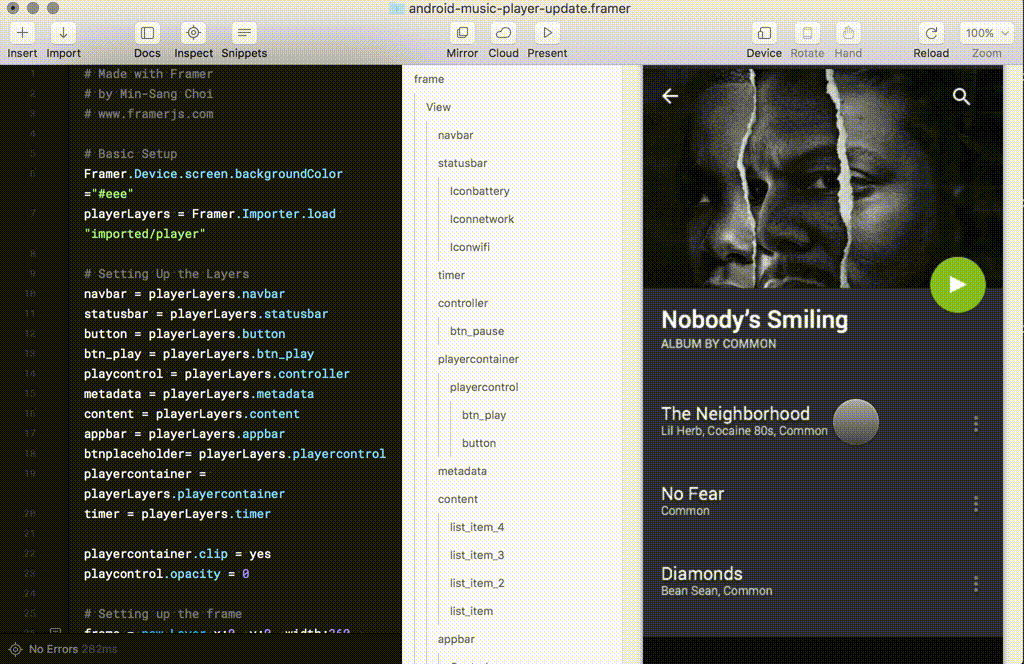 android-music-player-update.framer
Insert Import Docs Inspect Snippets Mirror Cloud Present Device Rotate Hand Reload Zoom
100%
1 # Made with Framer
2 # by Min-Sang Choi
3 # www.framerjs.com
4
5 # Basic Setup
6 Framer.Device.screen.backgroundColor
="#eee"
7 playerLayers = Framer.Importer.load
"imported/player"
8
9 # Setting Up the Layers
10 navbar = playerLayers.navbar
11 statusbar = playerLayers.statusbar
12 button = playerLayers.button
13 btn_play = playerLayers.btn_play
14 playcontrol = playerLayers.controller
15 metadata = playerLayers.metadata
16 content = playerLayers.content
17 appbar = playerLayers.appbar
18 btnplaceholder= playerLayers.playercontrol
19 playercontainer =
playerLayers.playercontainer
20 timer = playerLayers.timer
21
22 playercontainer.clip = yes
23 playcontrol.opacity = 0
24
25 # Setting up the frame
26 frame = new Layer x:0, y:0, width:360,
No Errors 282ms
frame
View
navbar
statusbar
Iconbattery
Iconnetwork
Iconwifi
timer
controller
btn_pause
playercontainer
playercontrol
btn_play
button
metadata
content
list_item_4
list_item_3
list_item_2
list_item
appbar
Nobody's Smiling
ALBUM BY COMMON
The Neighborhood
Lil Herb, Cocaine 80s, Common
No Fear
Common
Diamonds
Bean Sean, Common